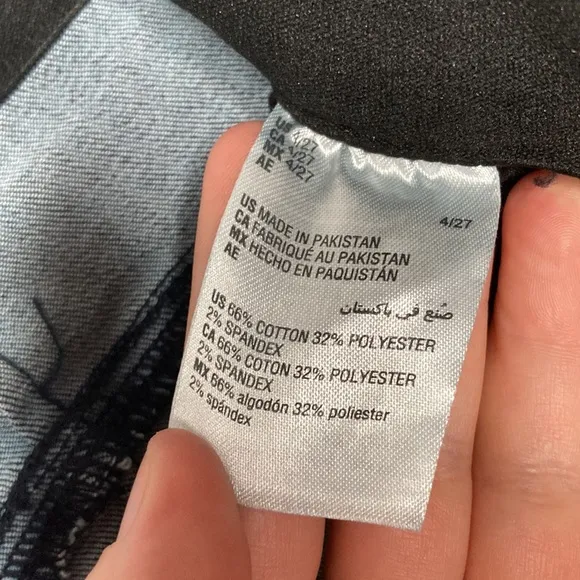 US 4/27
CA 4/27
MX 4/27
AE
4/27
US MADE IN PAKISTAN
CA FABRIQUÉ AU PAKISTAN
MX HECHO EN PAQUISTÁN
AE
صُنع في باكستان
US 66% COTTON 32% POLYESTER
2% SPANDEX
CA 66% COTON 32% POLYESTER
2% SPANDEX
MX 66% algodón 32% poliester
2% spándex